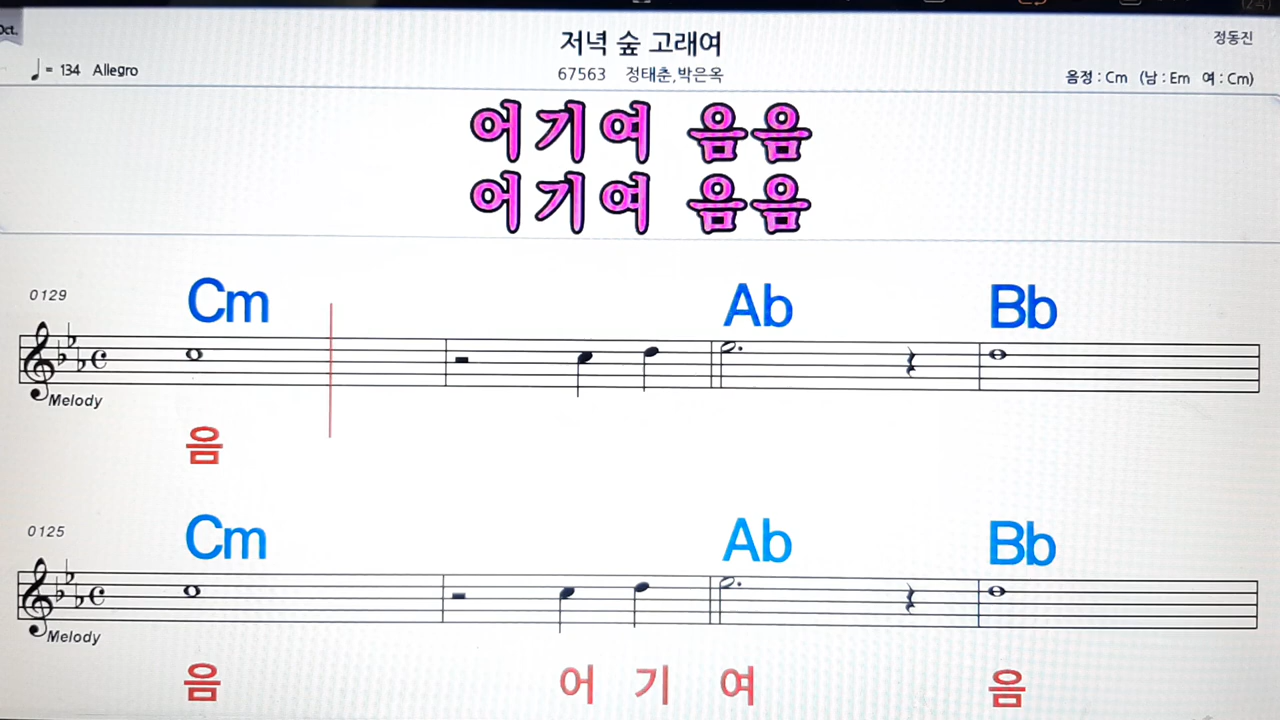 Oct.
저녁 숲 고래여
정동진
♩= 134 Allegro
67563 정태춘,박은옥
음정 : Cm (남 : Em 여 : Cm)
어기여 음음
어기여 음음
Cm Ab Bb
0129
Melody
음
Cm Ab Bb
0125
Melody
음 어 기 여 음